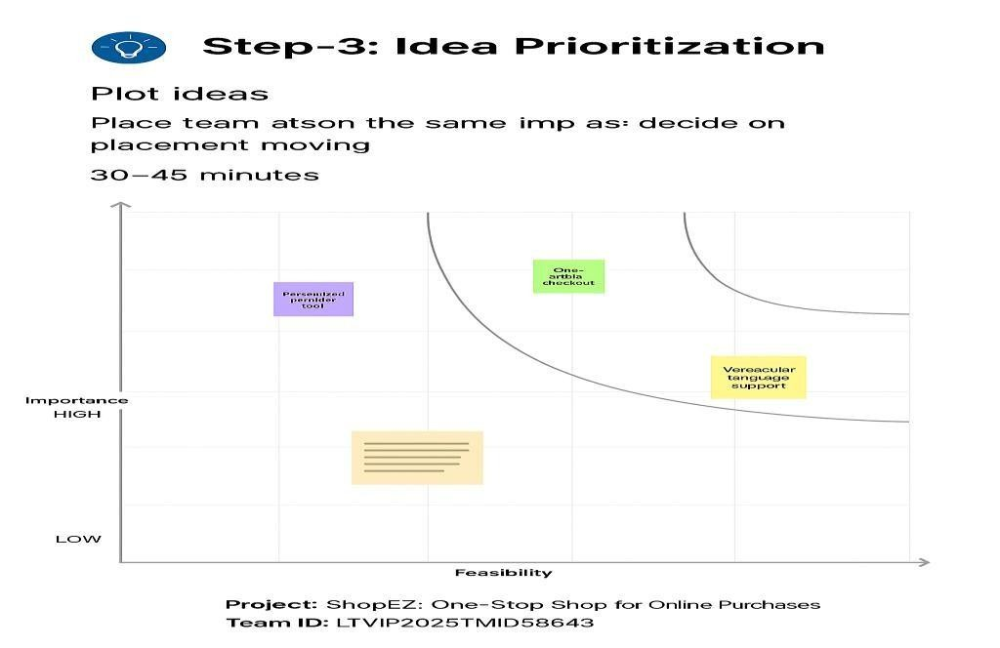 Step-3: Idea Prioritization
Plot ideas
Place team atson the same imp as: decide on
placement moving
30–45 minutes
One-
artbia
checkout
Persemized
pernider
tool
Vereacular
tanguage
support
Importance
HIGH
LOW
Feasibility
Project: ShopEZ: One-Stop Shop for Online Purchases
Team ID: LTVIP2025TMID58643